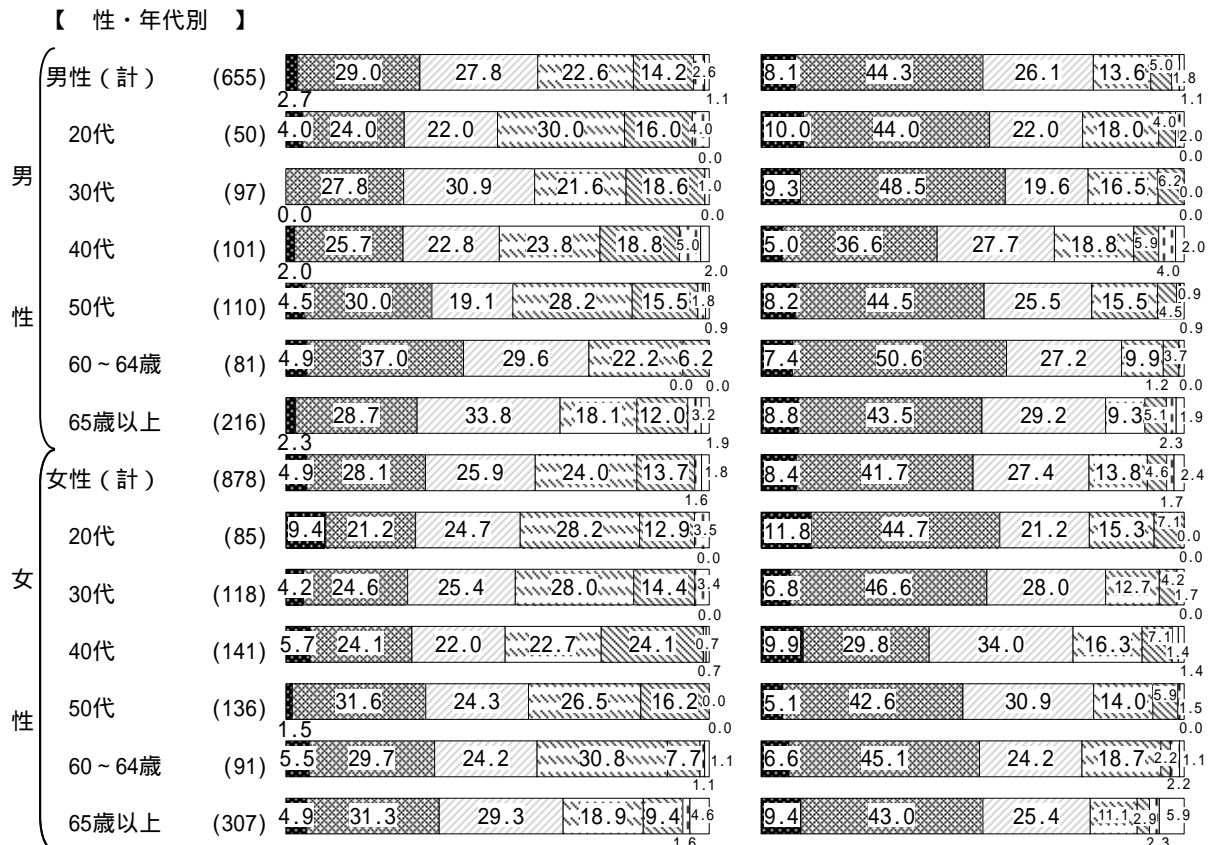 【 性・年代別 】
男性（計） (655) 2.7 29.0 27.8 22.6 14.2 2.6 1.1 8.1 44.3 26.1 13.6 5.0 1.8 1.1
20代 (50) 4.0 24.0 22.0 30.0 16.0 4.0 0.0 10.0 44.0 22.0 18.0 4.0 2.0 0.0
男
30代 (97) 0.0 27.8 30.9 21.6 18.6 1.0 0.0 9.3 48.5 19.6 16.5 6.2 0.0 0.0
40代 (101) 2.0 25.7 22.8 23.8 18.8 5.0 2.0 5.0 36.6 27.7 18.8 5.9 4.0 2.0
性
50代 (110) 4.5 30.0 19.1 28.2 15.5 1.8 0.9 8.2 44.5 25.5 15.5 4.5 0.9 0.9
60~64歳 (81) 4.9 37.0 29.6 22.2 6.2 0.0 0.0 7.4 50.6 27.2 9.9 3.7 1.2 0.0
65歳以上 (216) 2.3 28.7 33.8 18.1 12.0 3.2 1.9 8.8 43.5 29.2 9.3 5.1 2.3 1.9
女性（計） (878) 4.9 28.1 25.9 24.0 13.7 1.6 1.8 8.4 41.7 27.4 13.8 4.6 1.7 2.4
20代 (85) 9.4 21.2 24.7 28.2 12.9 3.5 0.0 11.8 44.7 21.2 15.3 7.1 0.0 0.0
女
30代 (118) 4.2 24.6 25.4 28.0 14.4 3.4 0.0 6.8 46.6 28.0 12.7 4.2 1.7 0.0
40代 (141) 5.7 24.1 22.0 22.7 24.1 0.7 0.7 9.9 29.8 34.0 16.3 7.1 1.4 1.4
性
50代 (136) 1.5 31.6 24.3 26.5 16.2 0.0 0.0 5.1 42.6 30.9 14.0 5.9 1.5 0.0
60~64歳 (91) 5.5 29.7 24.2 30.8 7.7 1.1 1.1 6.6 45.1 24.2 18.7 2.2 2.2 1.1
65歳以上 (307) 4.9 31.3 29.3 18.9 9.4 1.6 4.6 9.4 43.0 25.4 11.1 2.9 2.3 5.9